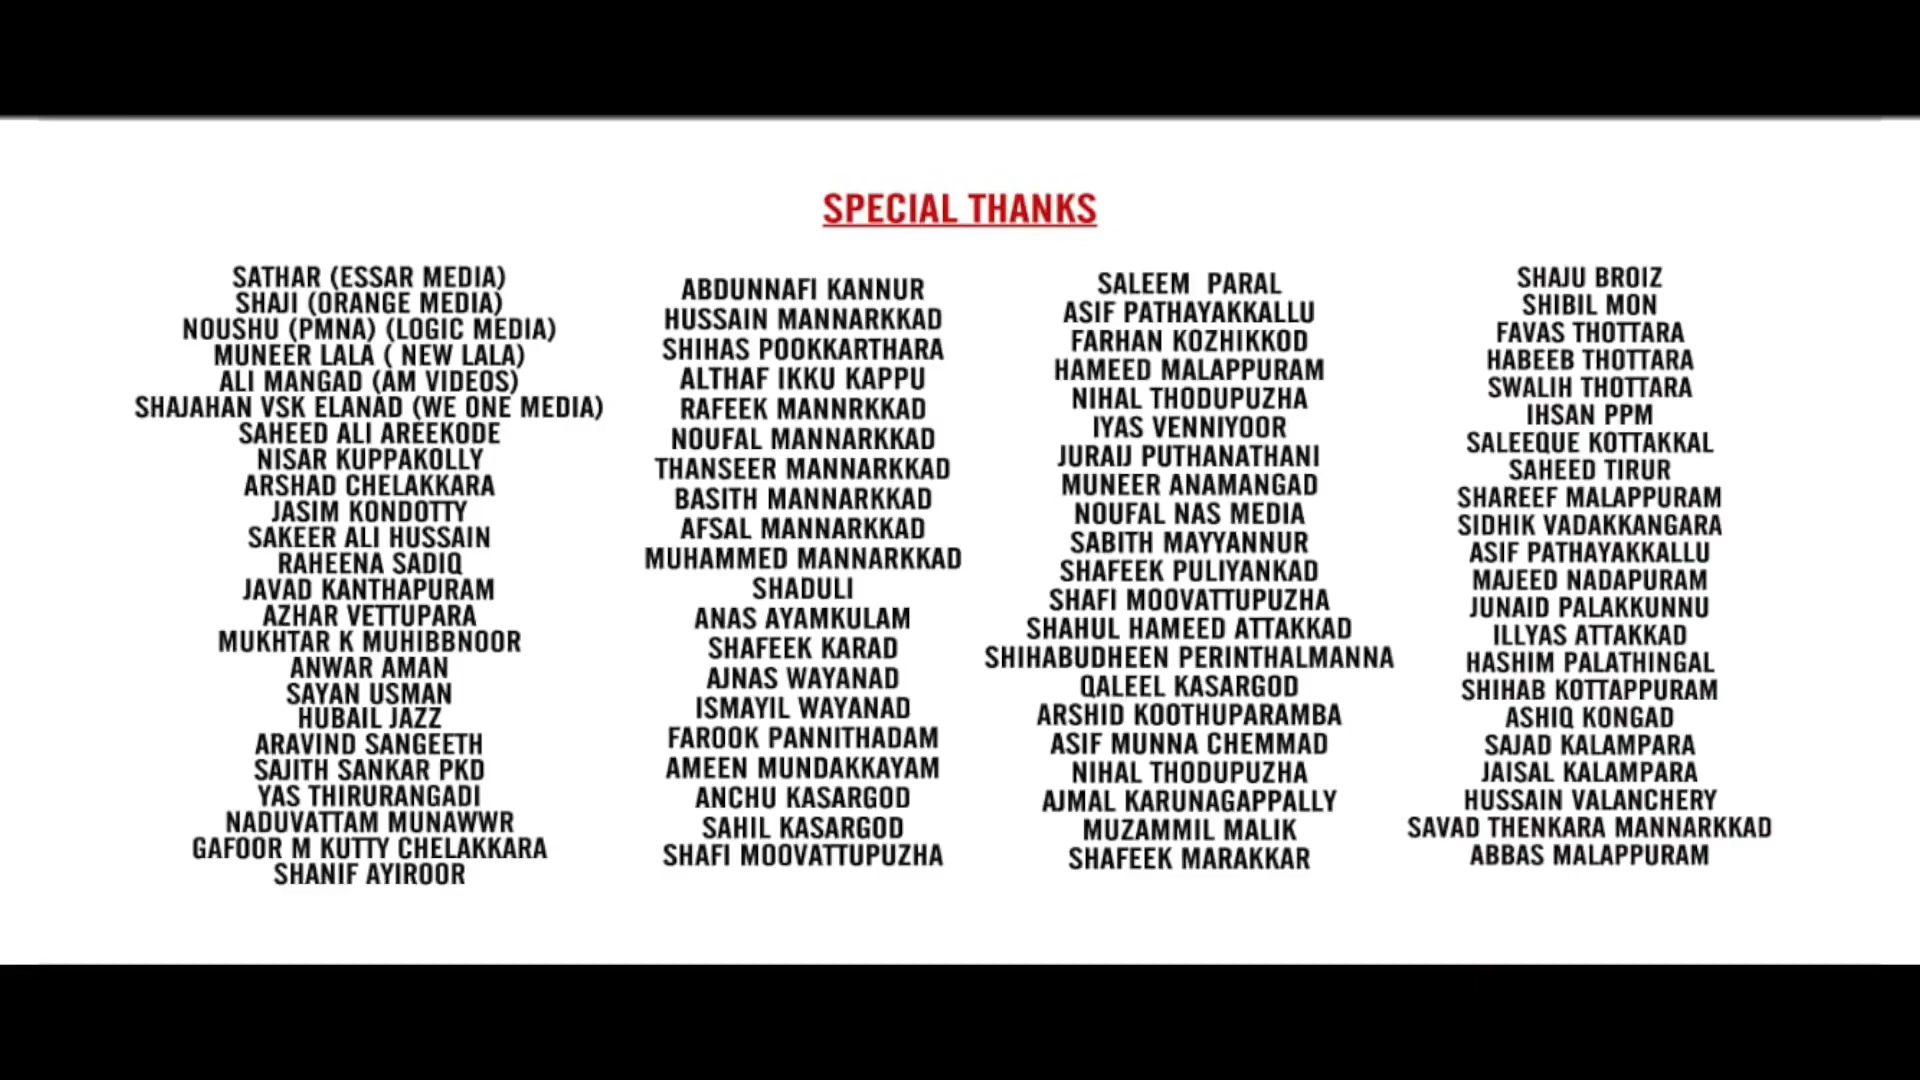 SPECIAL THANKS
SATHAR (ESSAR MEDIA)
SHAJI (ORANGE MEDIA)
NOUSHU (PMNA) (LOGIC MEDIA)
MUNEER LALA ( NEW LALA)
ALI MANGAD (AM VIDEOS)
SHAJAHAN VSK ELANAD (WE ONE MEDIA)
SAHEED ALI AREEKODE
NISAR KUPPAKOLLY
ARSHAD CHELAKKARA
JASIM KONDOTTY
SAKEER ALI HUSSAIN
RAHEENA SADIQ
JAVAD KANTHAPURAM
AZHAR VETTUPARA
MUKHTAR K MUHIBBNOOR
ANWAR AMAN
SAYAN USMAN
HUBAIL JAZZ
ARAVIND SANGEETH
SAJITH SANKAR PKD
YAS THIRURANGADI
NADUVATTAM MUNAWWR
GAFOOR M KUTTY CHELAKKARA
SHANIF AYIROOR
ABDUNNAFI KANNUR
HUSSAIN MANNARKKAD
SHIHAS POOKKARTHARA
ALTHAF IKKU KAPPU
RAFEEK MANNRKKAD
NOUFAL MANNARKKAD
THANSEER MANNARKKAD
BASITH MANNARKKAD
AFSAL MANNARKKAD
MUHAMMED MANNARKKAD
SHADULI
ANAS AYAMKULAM
SHAFEEK KARAD
AJNAS WAYANAD
ISMAYIL WAYANAD
FAROOK PANNITHADAM
AMEEN MUNDAKKAYAM
ANCHU KASARGOD
SAHIL KASARGOD
SHAFI MOOVATTUPUZHA
SALEEM  PARAL
ASIF PATHAYAKKALLU
FARHAN KOZHIKKOD
HAMEED MALAPPURAM
NIHAL THODUPUZHA
IYAS VENNIYOOR
JURAIJ PUTHANATHANI
MUNEER ANAMANGAD
NOUFAL NAS MEDIA
SABITH MAYYANNUR
SHAFEEK PULIYANKAD
SHAFI MOOVATTUPUZHA
SHAHUL HAMEED ATTAKKAD
SHIHABUDHEEN PERINTHALMANNA
QALEEL KASARGOD
ARSHID KOOTHUPARAMBA
ASIF MUNNA CHEMMAD
NIHAL THODUPUZHA
AJMAL KARUNAGAPPALLY
MUZAMMIL MALIK
SHAFEEK MARAKKAR
SHAJU BROIZ
SHIBIL MON
FAVAS THOTTARA
HABEEB THOTTARA
SWALIH THOTTARA
IHSAN PPM
SALEEQUE KOTTAKKAL
SAHEED TIRUR
SHAREEF MALAPPURAM
SIDHIK VADAKKANGARA
ASIF PATHAYAKKALLU
MAJEED NADAPURAM
JUNAID PALAKKUNNU
ILLYAS ATTAKKAD
HASHIM PALATHINGAL
SHIHAB KOTTAPPURAM
ASHIQ KONGAD
SAJAD KALAMPARA
JAISAL KALAMPARA
HUSSAIN VALANCHERY
SAVAD THENKARA MANNARKKAD
ABBAS MALAPPURAM